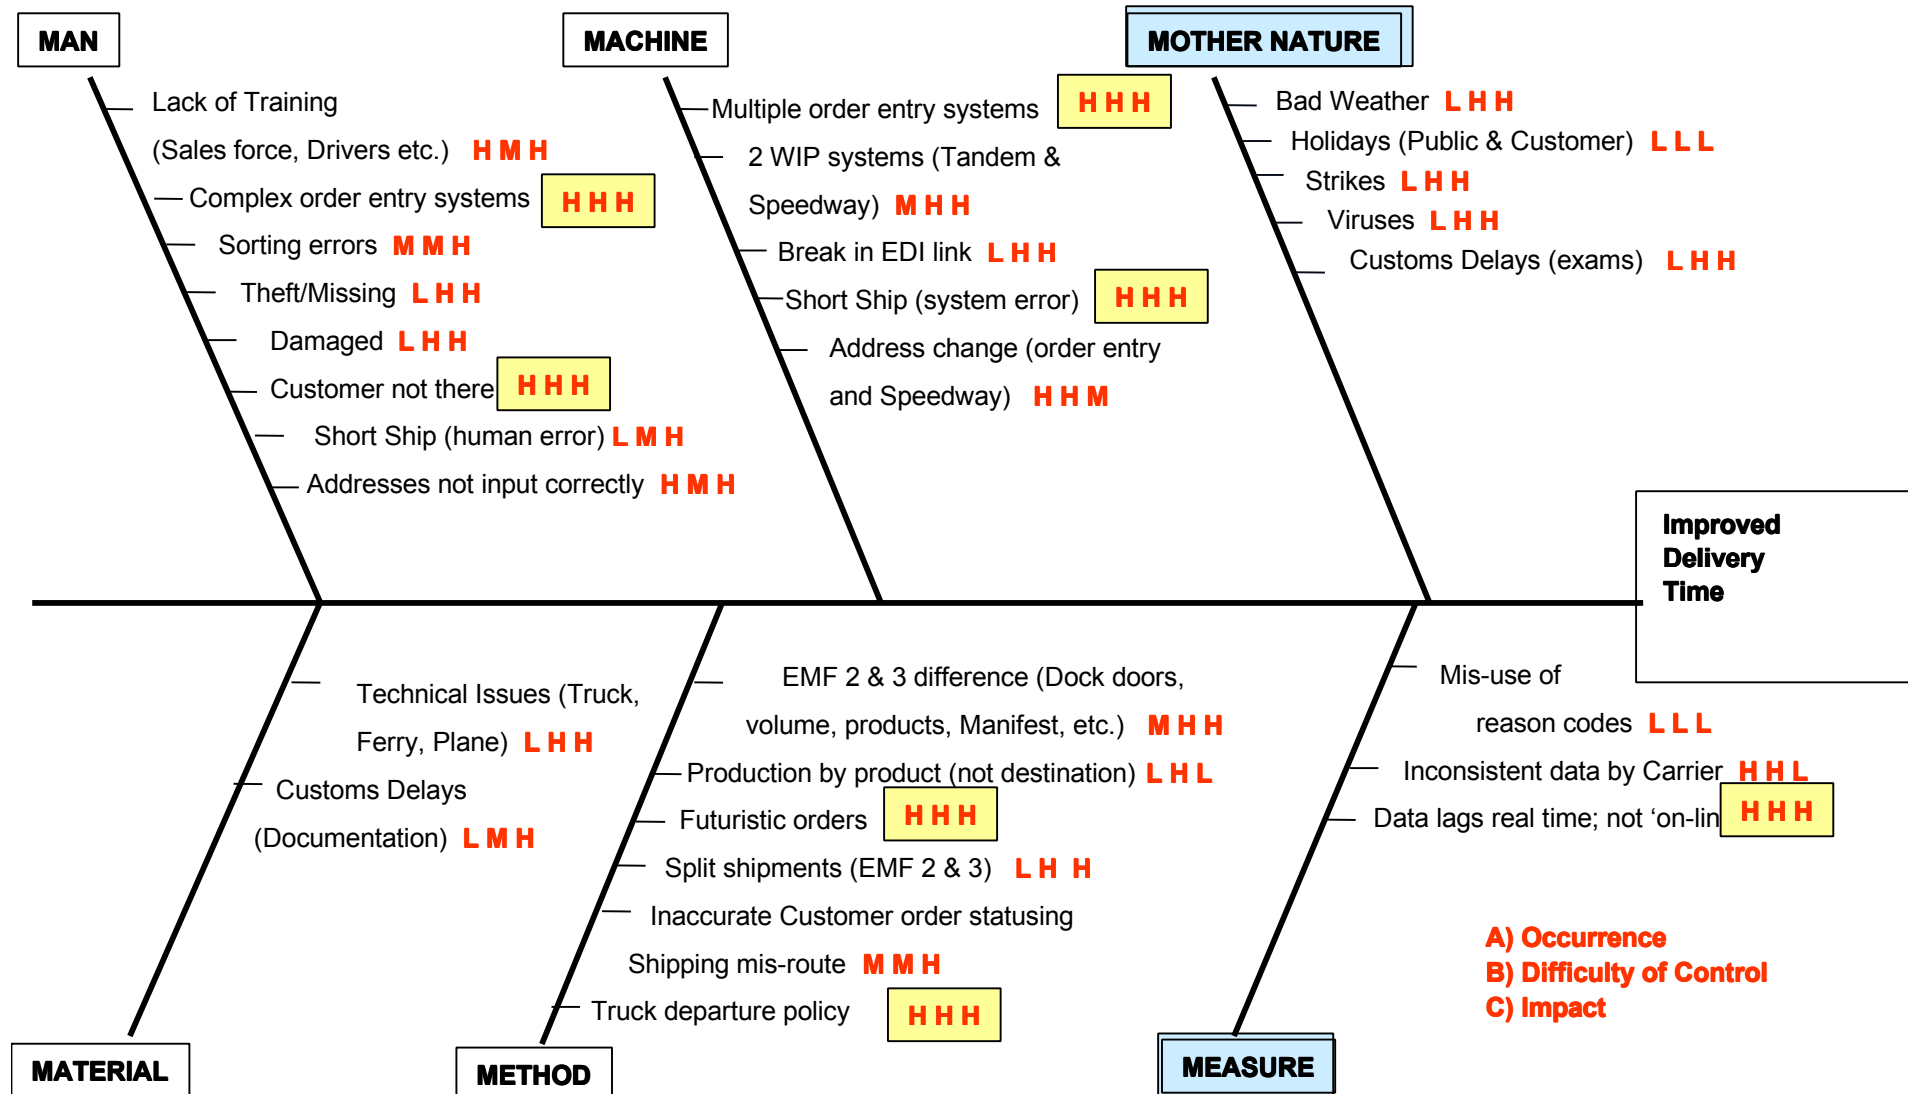 MAN
Lack of Training
(Sales force, Drivers etc.) H M H
Complex order entry systems H H H
Sorting errors M M H
Theft/Missing L H H
Damaged L H H
Customer not there H H H
Short Ship (human error) L M H
Addresses not input correctly H M H
MACHINE
Multiple order entry systems H H H
2 WIP systems (Tandem &
Speedway) M H H
Break in EDI link L H H
Short Ship (system error) H H H
Address change (order entry
and Speedway) H H M
MOTHER NATURE
Bad Weather L H H
Holidays (Public & Customer) L L L
Strikes L H H
Viruses L H H
Customs Delays (exams) L H H
Improved
Delivery
Time
Technical Issues (Truck,
Ferry, Plane) L H H
Customs Delays
(Documentation) L M H
MATERIAL
EMF 2 & 3 difference (Dock doors,
volume, products, Manifest, etc.) M H H
Production by product (not destination) L H L
Futuristic orders H H H
Split shipments (EMF 2 & 3) L H H
Inaccurate Customer order statusing
Shipping mis-route M M H
Truck departure policy H H H
METHOD
Mis-use of
reason codes L L L
Inconsistent data by Carrier H H L
Data lags real time; not ‘on-lin H H H
MEASURE
A) Occurrence
B) Difficulty of Control
C) Impact